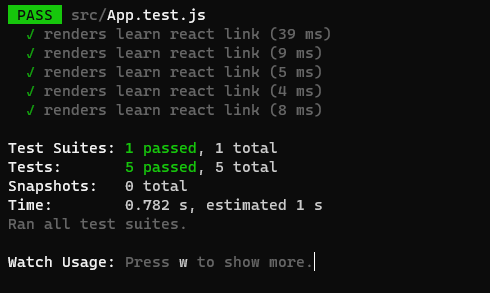 PASS src/App.test.js
✓ renders learn react link (39 ms)
✓ renders learn react link (9 ms)
✓ renders learn react link (5 ms)
✓ renders learn react link (4 ms)
✓ renders learn react link (8 ms)
Test Suites: 1 passed, 1 total
Tests: 5 passed, 5 total
Snapshots: 0 total
Time: 0.782 s, estimated 1 s
Ran all test suites.
Watch Usage: Press w to show more.